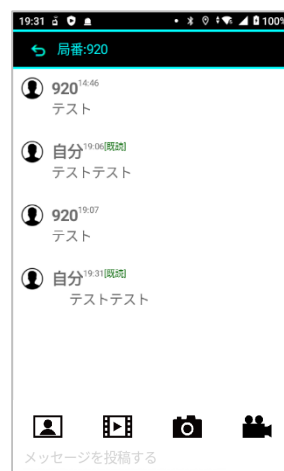 19:31 100%
局番:920
920 14:46
テスト
自分 19:06[既読]
テストテスト
920 19:07
テスト
自分 19:31[既読]
テストテスト
メッセージを投稿する